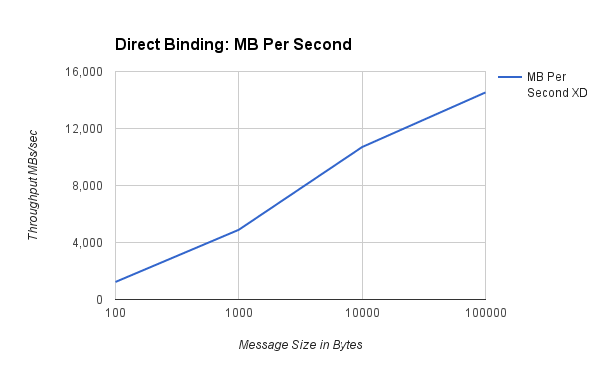 Direct Binding: MB Per Second
16,000
12,000
8,000
4,000
0
Throughput MBs/sec
100
1000
10000
100000
Message Size in Bytes
MB Per
Second XD